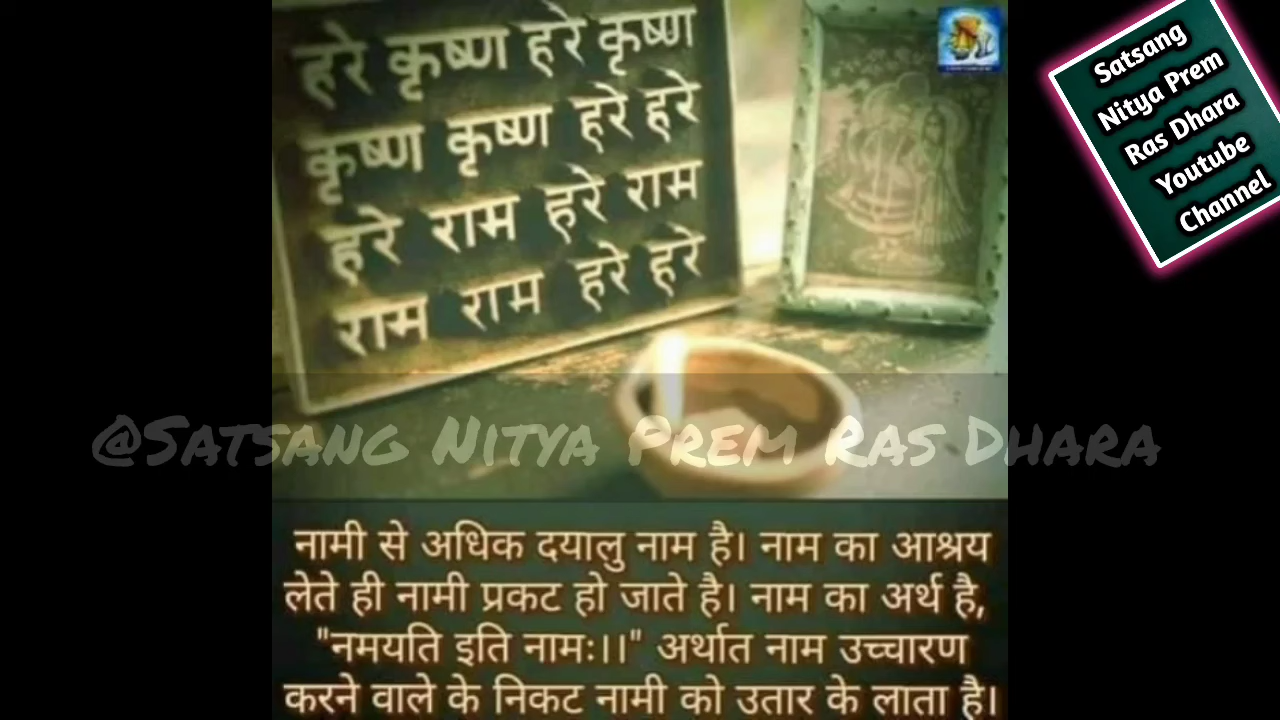 हरे कृष्ण हरे कृष्ण
कृष्ण कृष्ण हरे हरे
हरे राम हरे राम
राम राम हरे हरे
Satsang
Nitya Prem
Ras Dhara
Youtube
Channel
@Satsang Nitya Prem Ras Dhara
नामी से अधिक दयालु नाम है। नाम का आश्रय
लेते ही नामी प्रकट हो जाते है। नाम का अर्थ है,
"नमयति इति नामः।।" अर्थात नाम उच्चारण
करने वाले के निकट नामी को उतार के लाता है।